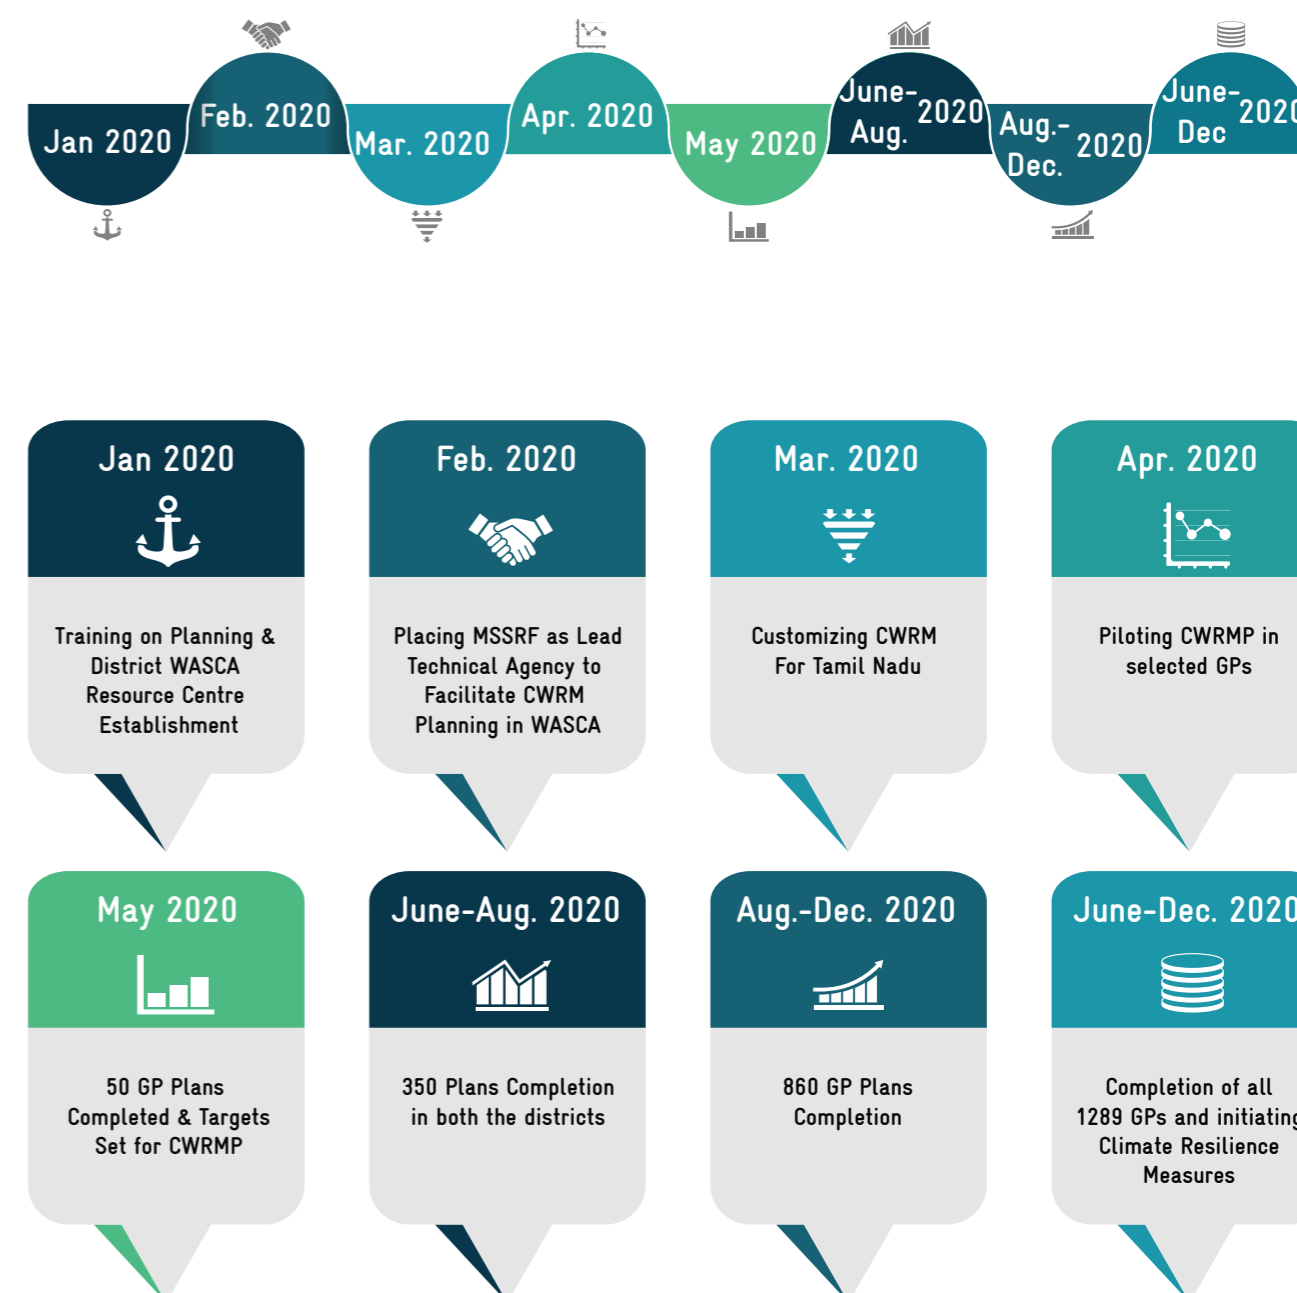 Jan 2020
Feb. 2020
Mar. 2020
Apr. 2020
May 2020
June-
Aug.
2020
Aug.-
Dec.
2020
June-
Dec
2020
Jan 2020
Feb. 2020
Mar. 2020
Apr. 2020
Training on Planning &
District WASCA
Resource Centre
Establishment
Placing MSSRF as Lead
Technical Agency to
Facilitate CWRM
Planning in WASCA
Customizing CWRM
For Tamil Nadu
Piloting CWRMP in
selected GPs
May 2020
June-Aug. 2020
Aug.-Dec. 2020
June-Dec. 2020
50 GP Plans
Completed & Targets
Set for CWRMP
350 Plans Completion
in both the districts
860 GP Plans
Completion
Completion of all
1289 GPs and initiating
Climate Resilience
Measures